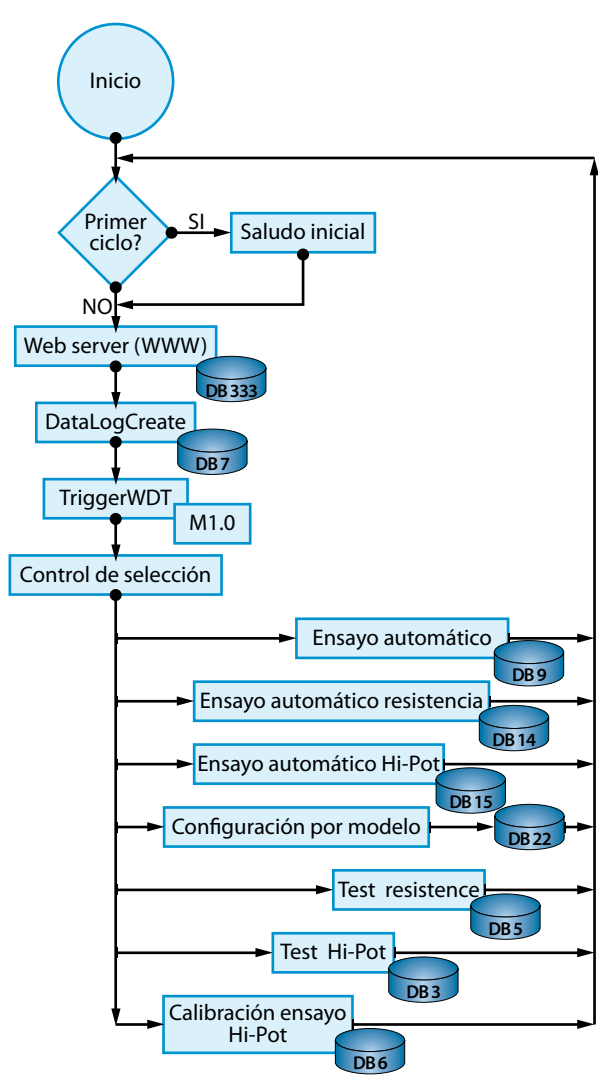 Inicio
Primer
ciclo?
SI
Saludo inicial
NO
Web server (WWW)
DB 333
DataLogCreate
DB 7
TriggerWDT
M1.0
Control de selección
Ensayo automático
DB 9
Ensayo automático resistencia
DB 14
Ensayo automático Hi-Pot
DB 15
Configuración por modelo
DB 22
Test resistence
DB 5
Test Hi-Pot
DB 3
Calibración ensayo
Hi-Pot
DB 6